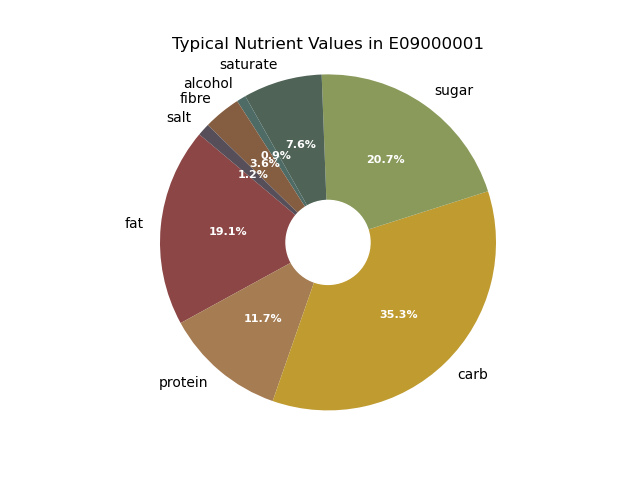 Typical Nutrient Values in E09000001
saturate
alcohol
fibre
salt
sugar
fat
protein
carb
7.6%
0.9%
3.6%
1.2%
20.7%
19.1%
11.7%
35.3%